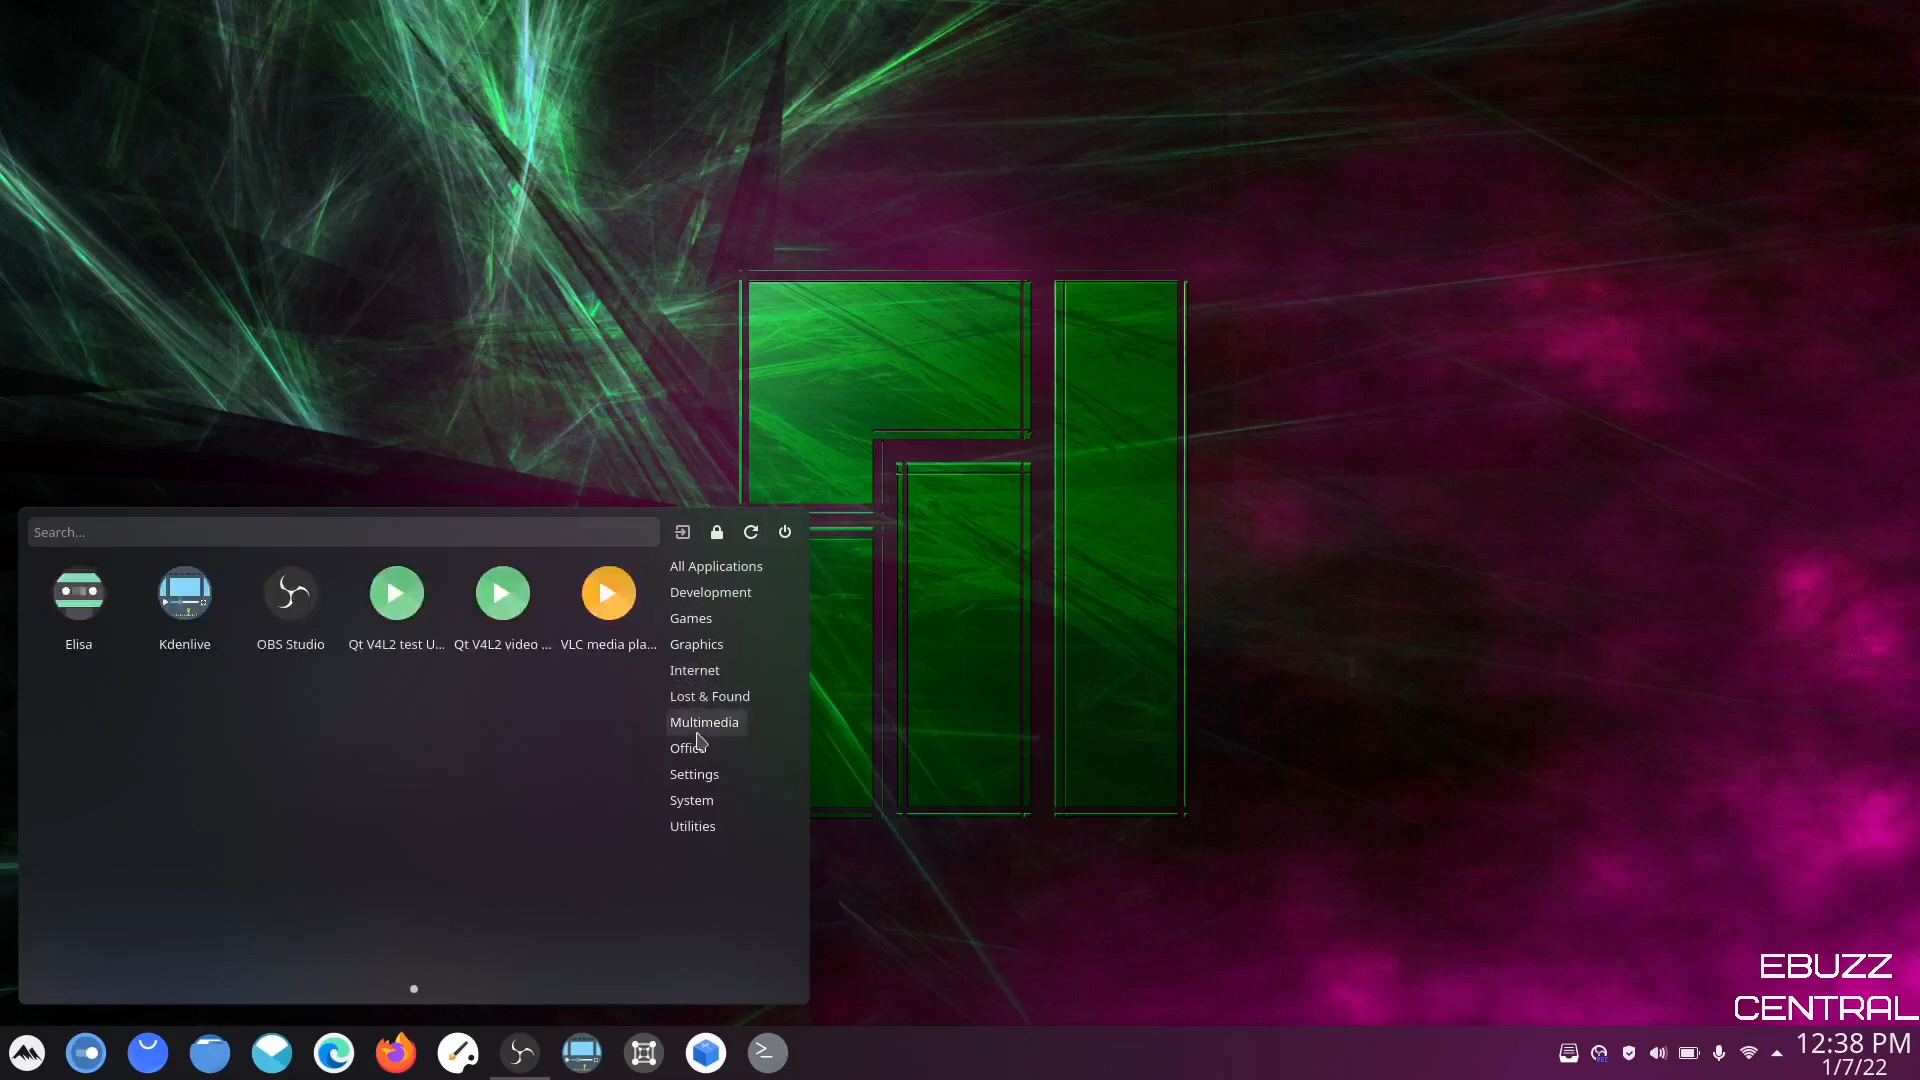 Search...
All Applications
Development
Games
Graphics
Internet
Lost & Found
Multimedia
Office
Settings
System
Utilities
Elisa
Kdenlive
OBS Studio
Qt V4L2 test U...
Qt V4L2 video ...
VLC media pla...
EBUZZ
CENTRAL
12:38 PM
1/7/22